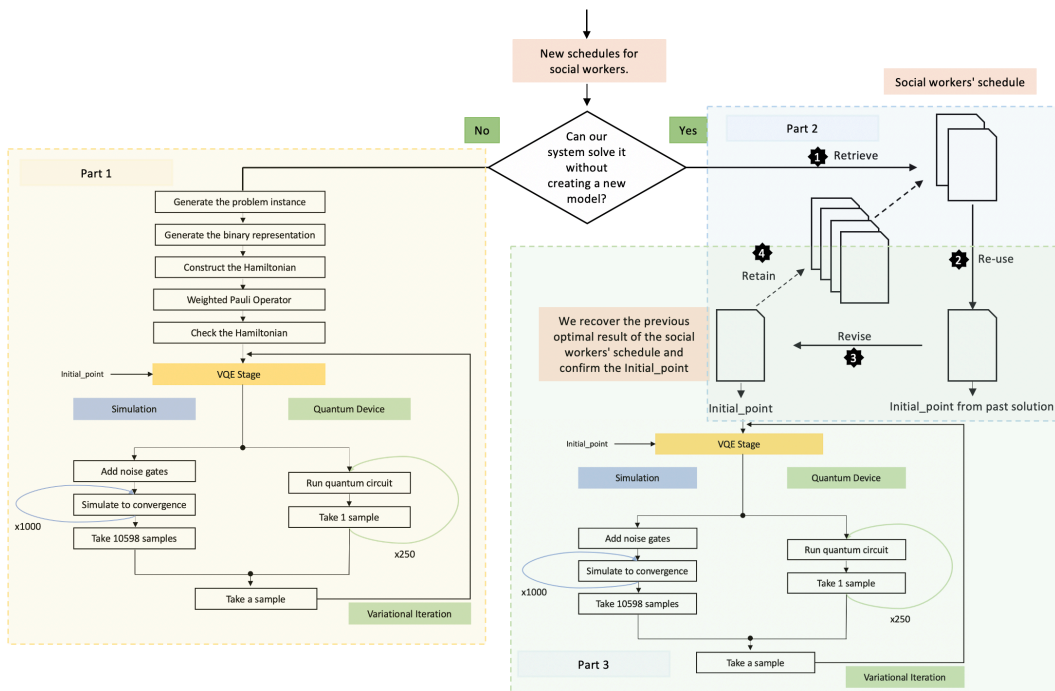 New schedules for
social workers.
Social workers' schedule
No
Can our
system solve it
without
creating a new
model?
Yes
Part 2
1
Retrieve
Part 1
Generate the problem instance
Generate the binary representation
Construct the Hamiltonian
Weighted Pauli Operator
Check the Hamiltonian
Initial_point
VQE Stage
Simulation
Quantum Device
Add noise gates
Simulate to convergence
x1000
Take 10598 samples
Run quantum circuit
Take 1 sample
x250
Take a sample
Variational Iteration
4
Retain
2
Re-use
We recover the previous
optimal result of the social
workers' schedule and
confirm the Initial_point
Revise
3
Initial_point
Initial_point from past solution
Initial_point
VQE Stage
Simulation
Quantum Device
Add noise gates
Simulate to convergence
x1000
Take 10598 samples
Run quantum circuit
Take 1 sample
x250
Part 3
Take a sample
Variational Iteration